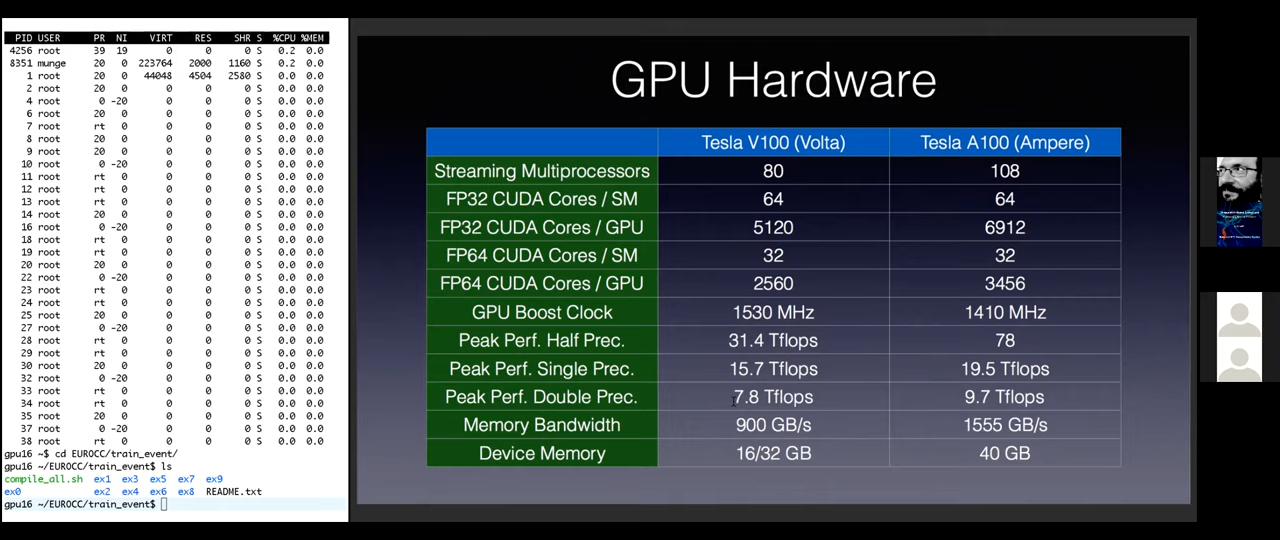 PID USER PR NI VIRT RES SHR S %CPU %MEM
4256 root 39 19 0 0 0 S 0.2 0.0
8351 munge 20 0 223764 2000 1160 S 0.2 0.0
1 root 20 0 44048 4504 2580 S 0.0 0.0
2 root 20 0 0 0 0 S 0.0 0.0
4 root 0 -20 0 0 0 S 0.0 0.0
6 root 20 0 0 0 0 S 0.0 0.0
7 root rt 0 0 0 0 S 0.0 0.0
8 root 20 0 0 0 0 S 0.0 0.0
9 root 20 0 0 0 0 S 0.0 0.0
10 root 0 -20 0 0 0 S 0.0 0.0
11 root rt 0 0 0 0 S 0.0 0.0
12 root rt 0 0 0 0 S 0.0 0.0
13 root rt 0 0 0 0 S 0.0 0.0
14 root 20 0 0 0 0 S 0.0 0.0
16 root 0 -20 0 0 0 S 0.0 0.0
18 root rt 0 0 0 0 S 0.0 0.0
19 root rt 0 0 0 0 S 0.0 0.0
20 root 20 0 0 0 0 S 0.0 0.0
22 root 0 -20 0 0 0 S 0.0 0.0
23 root rt 0 0 0 0 S 0.0 0.0
24 root rt 0 0 0 0 S 0.0 0.0
25 root 20 0 0 0 0 S 0.0 0.0
27 root 0 -20 0 0 0 S 0.0 0.0
28 root rt 0 0 0 0 S 0.0 0.0
29 root rt 0 0 0 0 S 0.0 0.0
30 root 20 0 0 0 0 S 0.0 0.0
32 root 0 -20 0 0 0 S 0.0 0.0
33 root rt 0 0 0 0 S 0.0 0.0
34 root rt 0 0 0 0 S 0.0 0.0
35 root 20 0 0 0 0 S 0.0 0.0
37 root 0 -20 0 0 0 S 0.0 0.0
38 root rt 0 0 0 0 S 0.0 0.0
gpu16 ~$ cd EUROCC/train_event/
gpu16 ~/EUROCC/train_event$ ls
compile_all.sh ex1 ex3 ex5 ex7 ex9
ex0 ex2 ex4 ex6 ex8 README.txt
gpu16 ~/EUROCC/train_event$
GPU Hardware
Tesla V100 (Volta) Tesla A100 (Ampere)
Streaming Multiprocessors 80 108
FP32 CUDA Cores / SM 64 64
FP32 CUDA Cores / GPU 5120 6912
FP64 CUDA Cores / SM 32 32
FP64 CUDA Cores / GPU 2560 3456
GPU Boost Clock 1530 MHz 1410 MHz
Peak Perf. Half Prec. 31.4 Tflops 78
Peak Perf. Single Prec. 15.7 Tflops 19.5 Tflops
Peak Perf. Double Prec. 7.8 Tflops 9.7 Tflops
Memory Bandwidth 900 GB/s 1555 GB/s
Device Memory 16/32 GB 40 GB